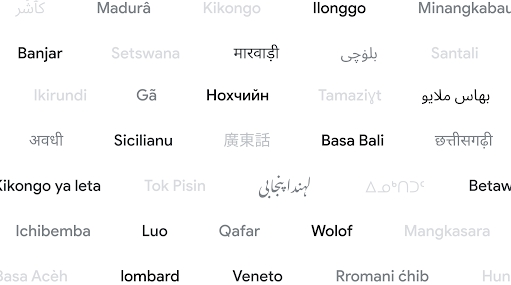 Madurâ Kikongo Ilonggo Minangkabau
Banjar Setswana मारवाड़ी بلۏچی Santali
Ikirundi Gã Нохчийн Tamaziɣt بهاس ملايو
अवधी Sicilianu 廣東話 Basa Bali छत्तीसगढ़ी
Kikongo ya leta Tok Pisin لہندا پنجابی ᐃᓄᒃᑎᑐᑦ Betaw
Ichibemba Luo Qafar Wolof Mangkasara
Basa Acèh lombard Veneto Rromani ćhib Hun